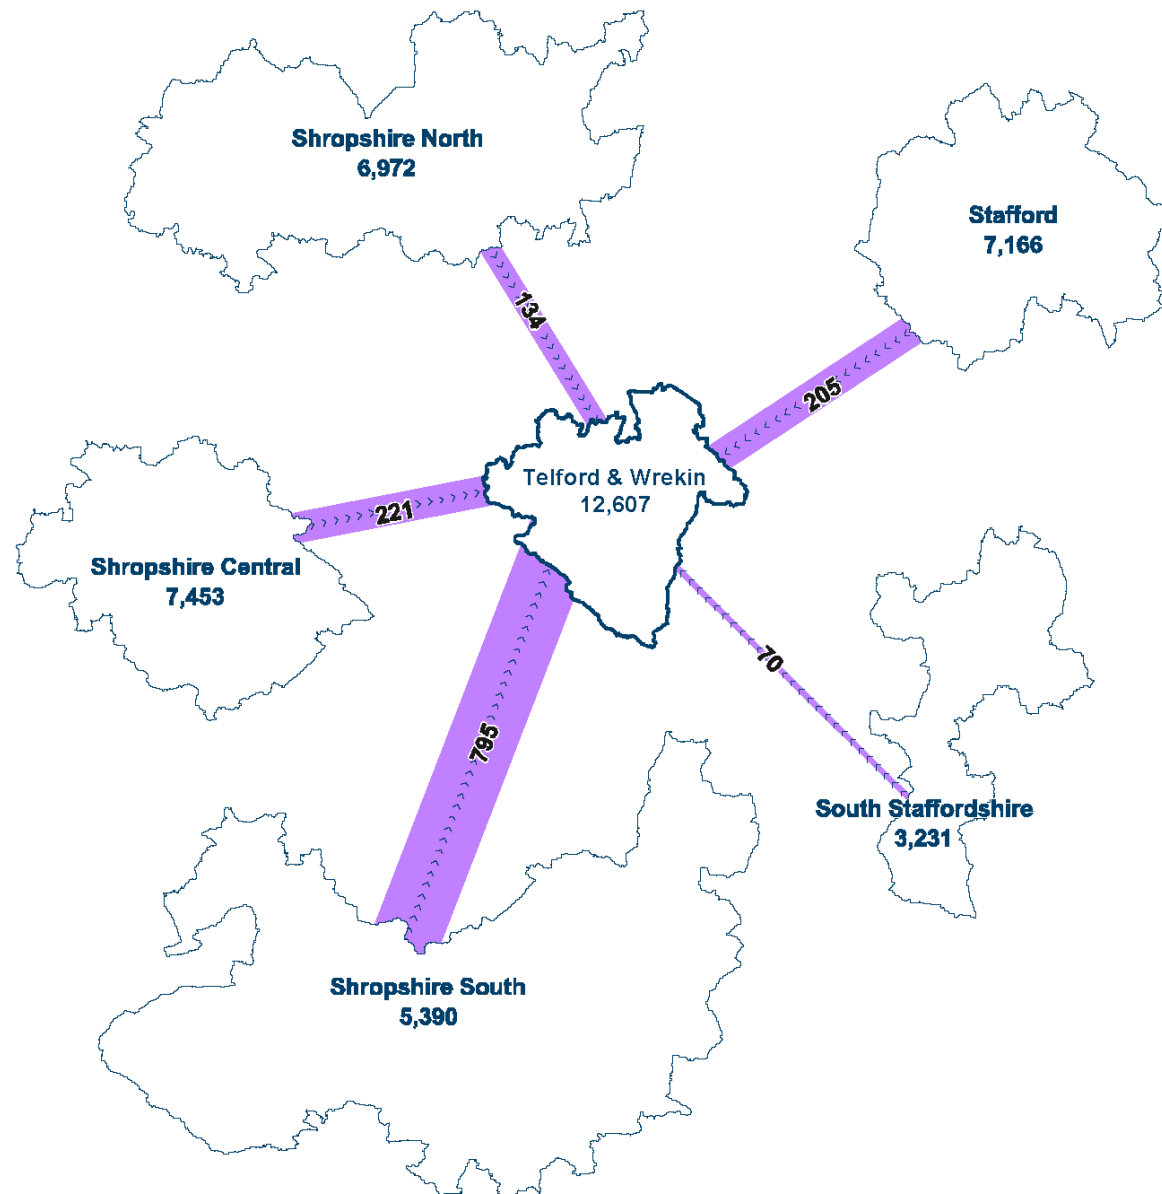 Shropshire North
6,972
Stafford
7,166
134
205
Telford & Wrekin
12,607
221
Shropshire Central
7,453
70
795
South Staffordshire
3,231
Shropshire South
5,390